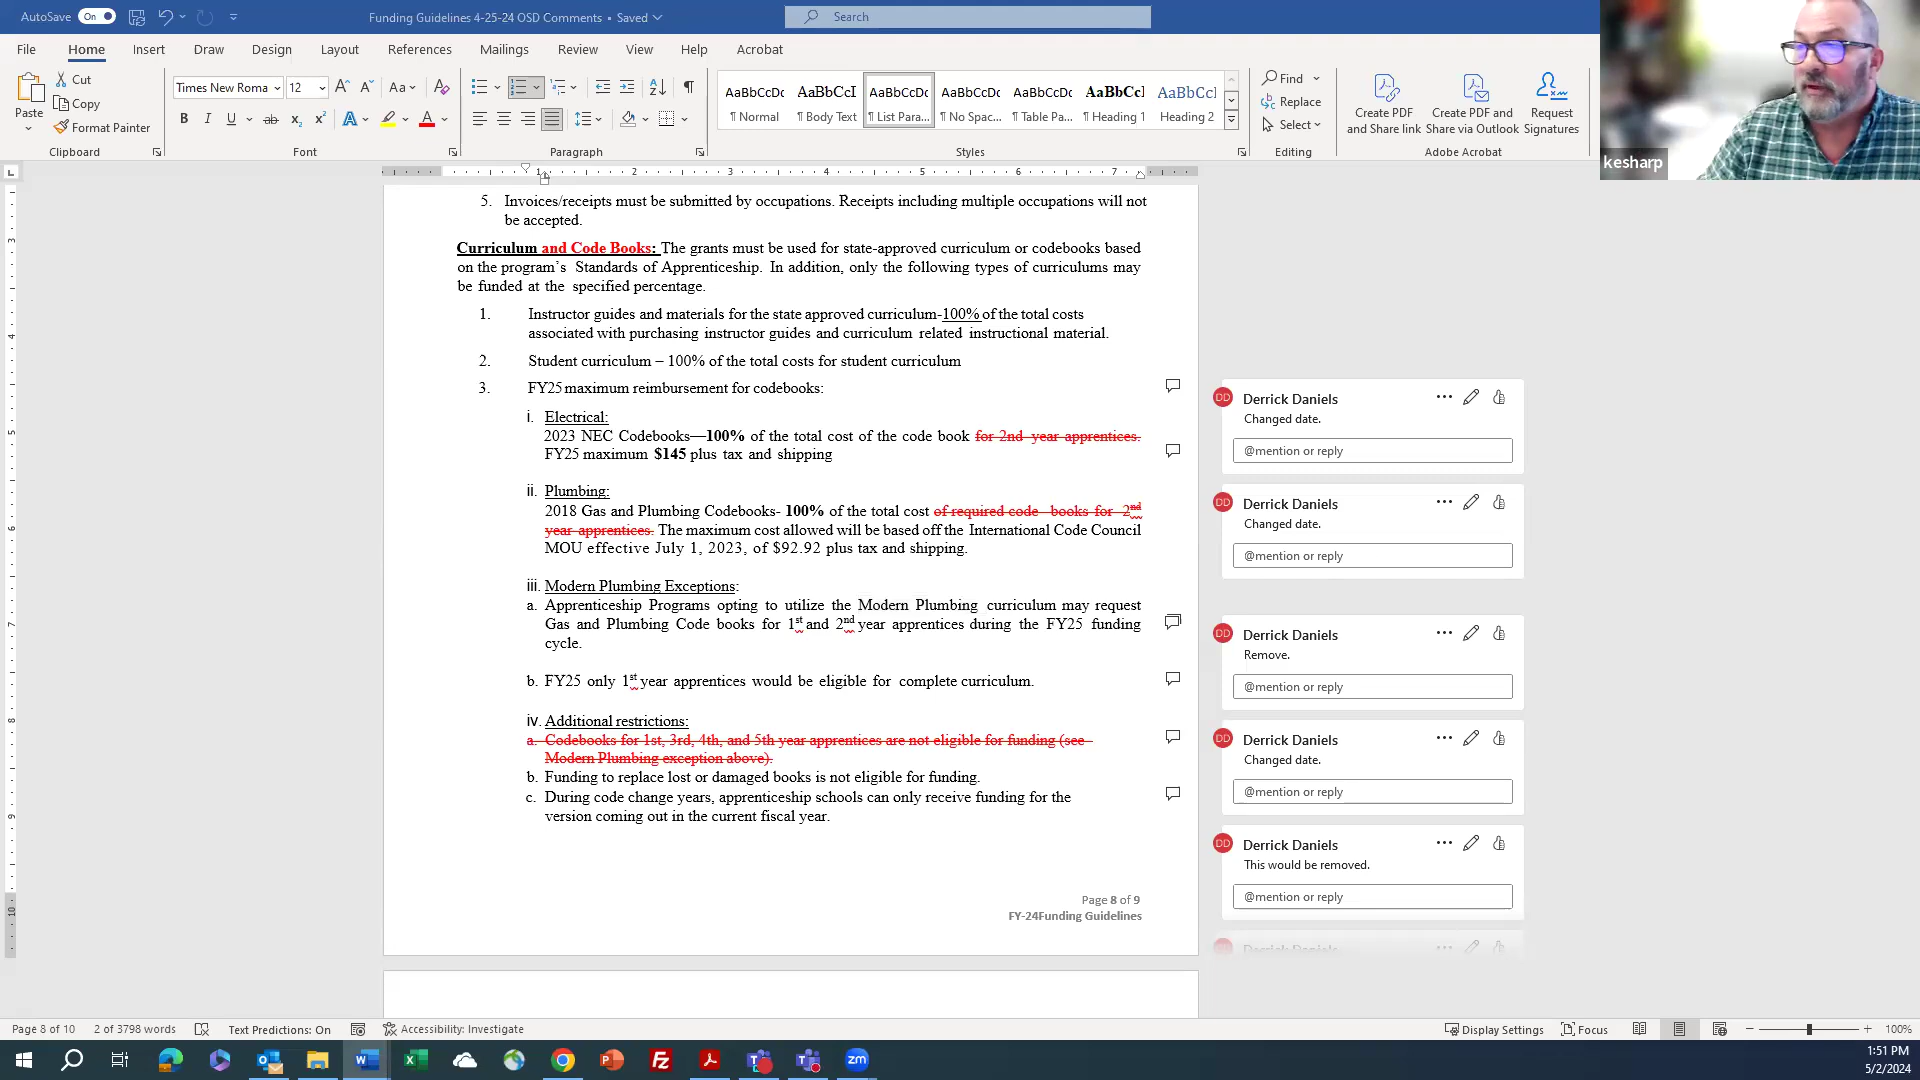 AutoSave On
Funding Guidelines 4-25-24 OSD Comments • Saved
Search
File Home Insert Draw Design Layout References Mailings Review View Help Acrobat
Paste
Cut
Copy
Format Painter
Clipboard
Times New Roma 12
Font
Paragraph
AaBbCcDc AaBbCcI AaBbCcDc AaBbCcDc AaBbCcDc AaBbCcI AaBbCcI
¶ Normal ¶ Body Text ¶ List Para... ¶ No Spac... ¶ Table Pa... ¶ Heading 1 Heading 2
Styles
Find
Replace
Select
Editing
Create PDF and Share link
Create PDF and Share via Outlook
Request Signatures
Adobe Acrobat
kesharp
5. Invoices/receipts must be submitted by occupations. Receipts including multiple occupations will not
be accepted.
Curriculum and Code Books: The grants must be used for state-approved curriculum or codebooks based
on the program's Standards of Apprenticeship. In addition, only the following types of curriculums may
be funded at the specified percentage.
1. Instructor guides and materials for the state approved curriculum-100% of the total costs
associated with purchasing instructor guides and curriculum related instructional material.
2. Student curriculum – 100% of the total costs for student curriculum
3. FY25 maximum reimbursement for codebooks:
i. Electrical:
2023 NEC Codebooks—100% of the total cost of the code book for 2nd year apprentices.
FY25 maximum $145 plus tax and shipping
ii. Plumbing:
2018 Gas and Plumbing Codebooks- 100% of the total cost of required code books for 2nd
year apprentices. The maximum cost allowed will be based off the International Code Council
MOU effective July 1, 2023, of $92.92 plus tax and shipping.
iii. Modern Plumbing Exceptions:
a. Apprenticeship Programs opting to utilize the Modern Plumbing curriculum may request
Gas and Plumbing Code books for 1st and 2nd year apprentices during the FY25 funding
cycle.
b. FY25 only 1st year apprentices would be eligible for complete curriculum.
iv. Additional restrictions:
a. Codebooks for 1st, 3rd, 4th, and 5th year apprentices are not eligible for funding (see
Modern Plumbing exception above).
b. Funding to replace lost or damaged books is not eligible for funding.
c. During code change years, apprenticeship schools can only receive funding for the
version coming out in the current fiscal year.
Page 8 of 9
FY-24Funding Guidelines
DD Derrick Daniels
Changed date.
@mention or reply
DD Derrick Daniels
Changed date.
@mention or reply
DD Derrick Daniels
Remove.
@mention or reply
DD Derrick Daniels
Changed date.
@mention or reply
DD Derrick Daniels
This would be removed.
@mention or reply
Derrick Daniels
Page 8 of 10 2 of 3798 words Text Predictions: On Accessibility: Investigate
Display Settings Focus 100%
1:51 PM
5/2/2024